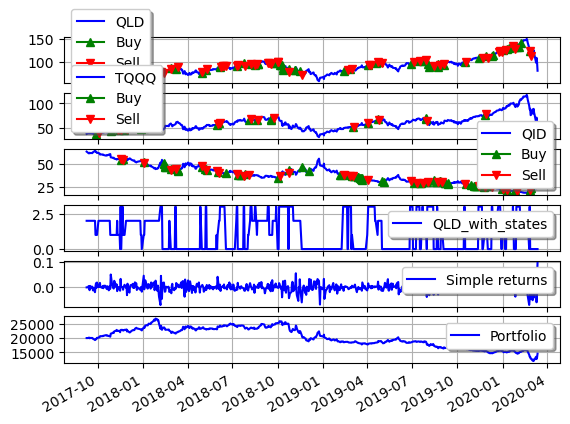 QLD
Buy
Sell
150
100
TQQQ
Buy
Sell
100
50
QID
Buy
Sell
50
25
QLD_with_states
2.5
0.0
Simple returns
0.1
0.0
Portfolio
25000
20000
15000
2017-10
2018-01
2018-04
2018-07
2018-10
2019-01
2019-04
2019-07
2019-10
2020-01
2020-04